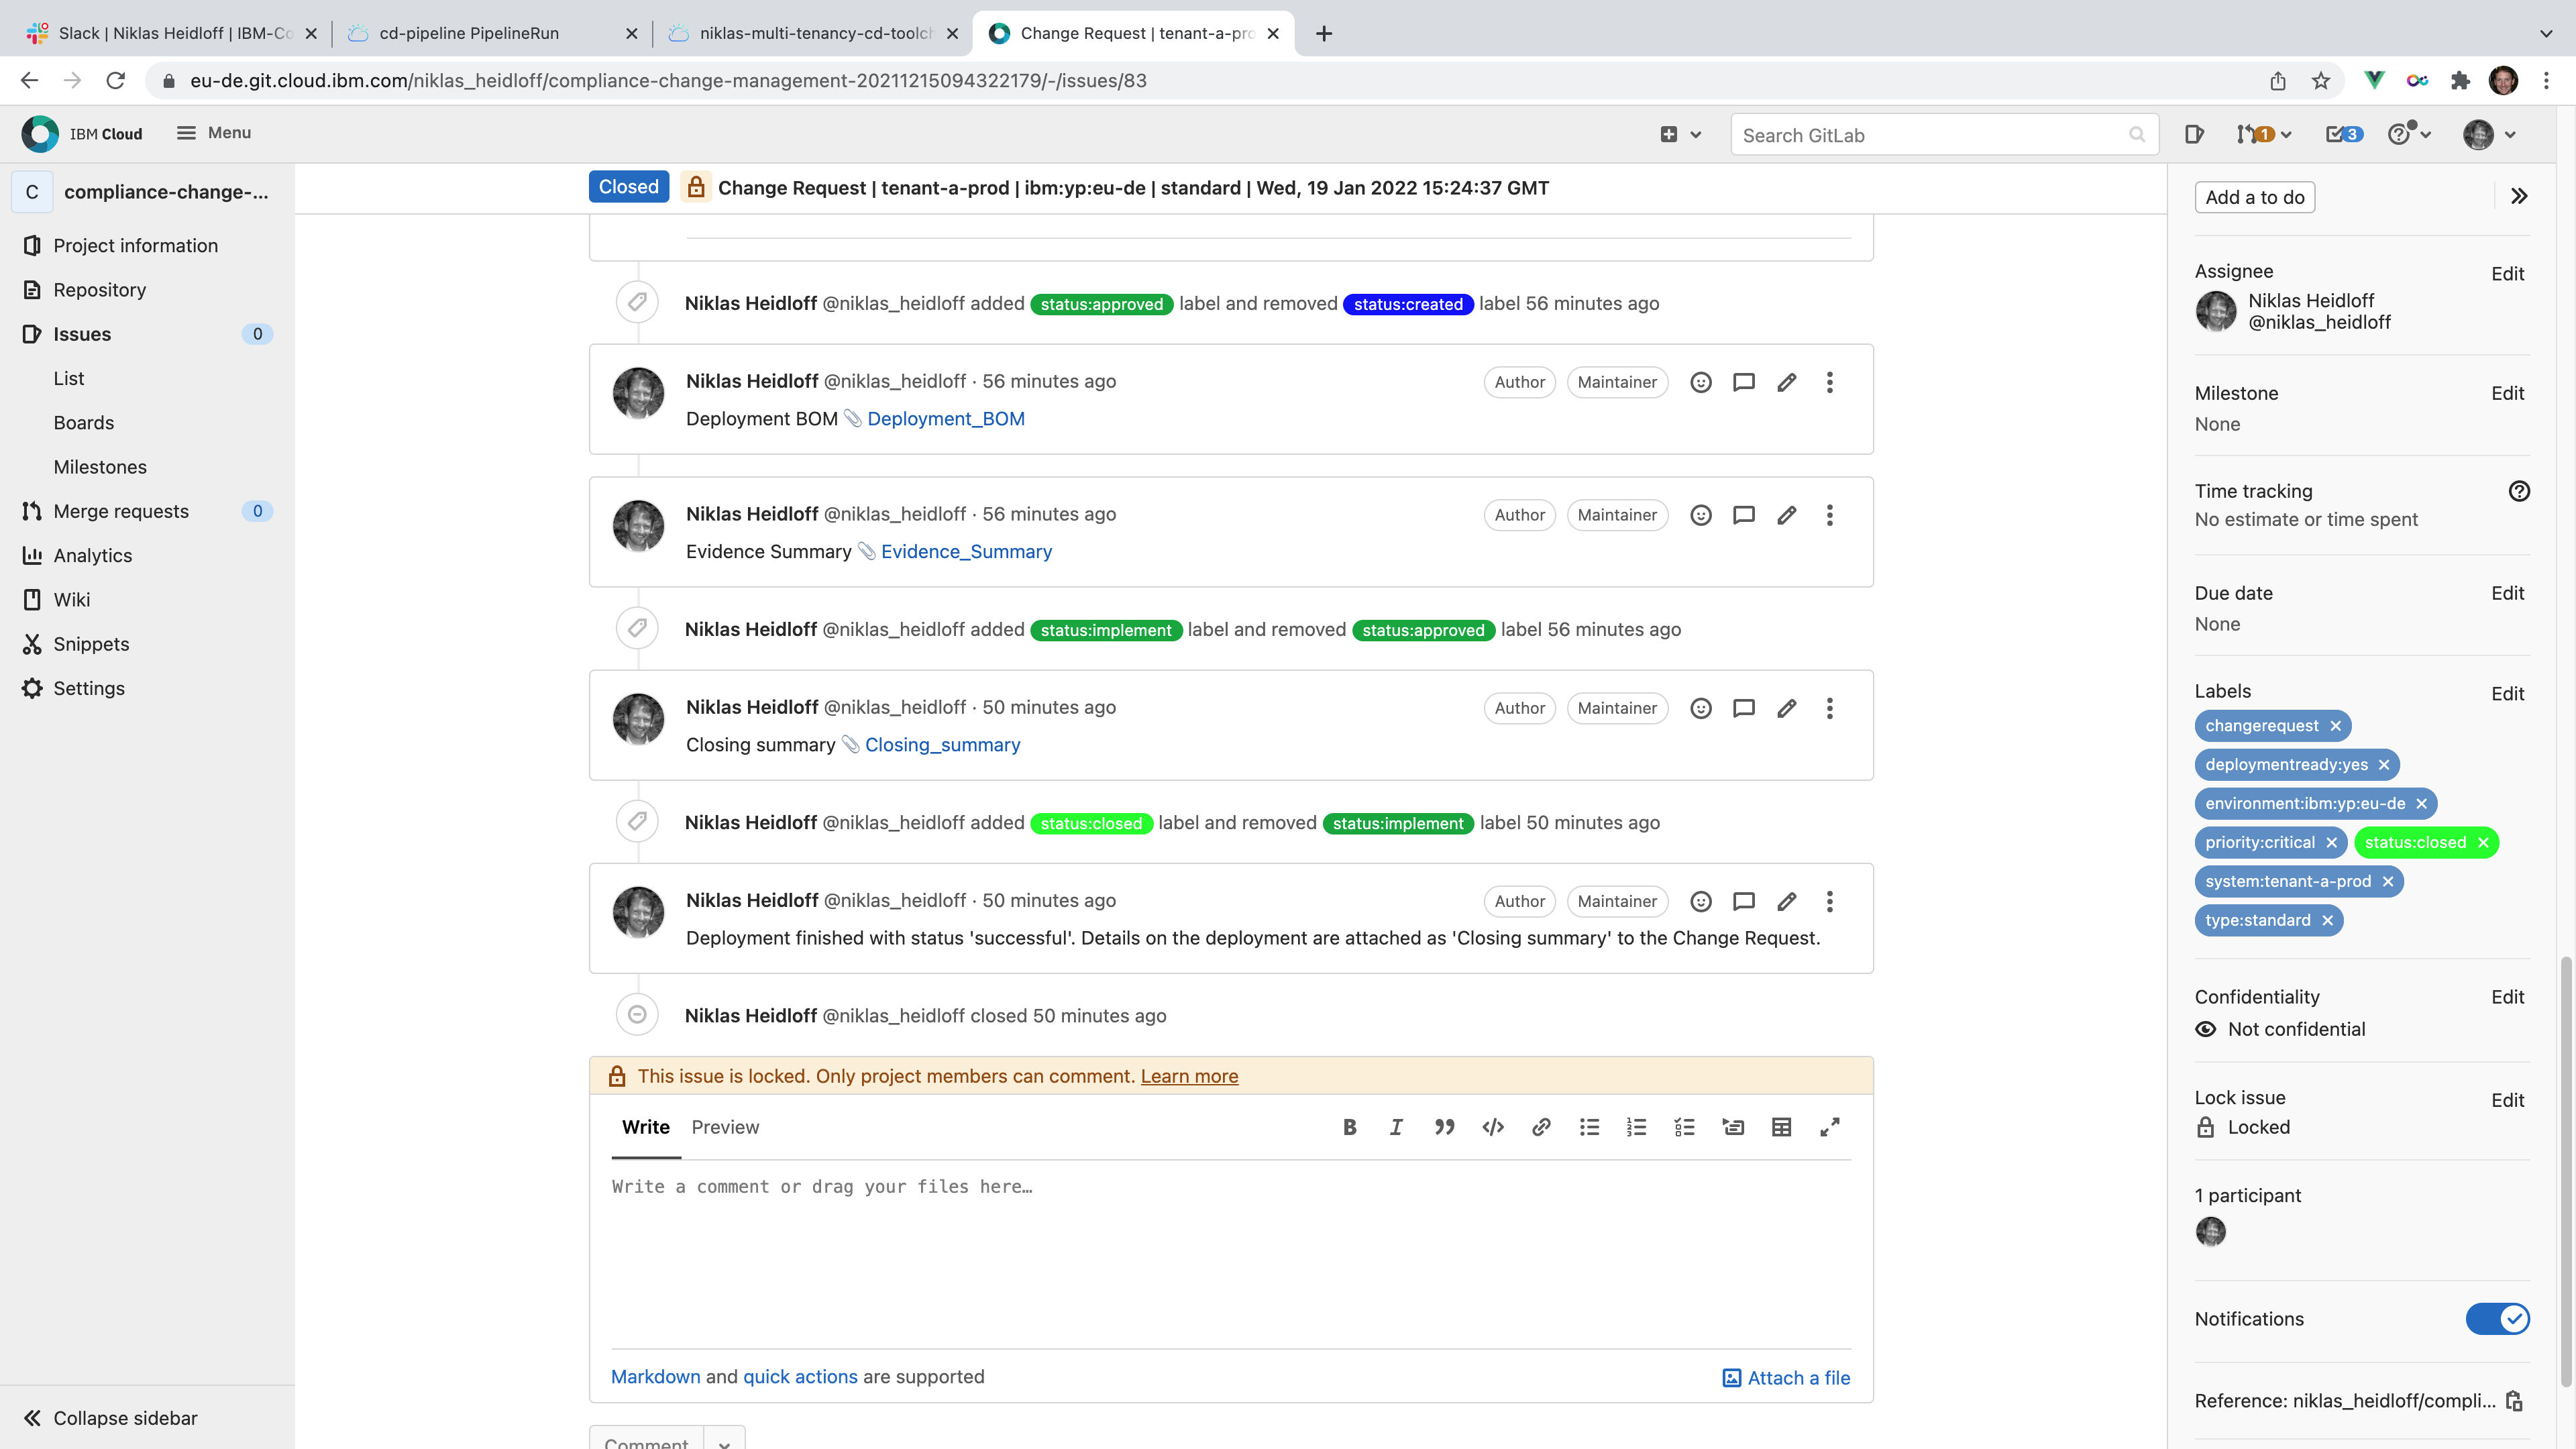 Slack | Niklas Heidloff | IBM-Co
cd-pipeline PipelineRun
niklas-multi-tenancy-cd-toolch
Change Request | tenant-a-pro
eu-de.git.cloud.ibm.com/niklas_heidloff/compliance-change-management-20211215094322179/-/issues/83
IBM Cloud
Menu
Search GitLab
1
3
C
compliance-change-...
Project information
Repository
Issues
0
List
Boards
Milestones
Merge requests
0
Analytics
Wiki
Snippets
Settings
Collapse sidebar
Closed
Change Request | tenant-a-prod | ibm:yp:eu-de | standard | Wed, 19 Jan 2022 15:24:37 GMT
Niklas Heidloff @niklas_heidloff added status:approved label and removed status:created label 56 minutes ago
Niklas Heidloff @niklas_heidloff · 56 minutes ago
Author
Maintainer
Deployment BOM Deployment_BOM
Niklas Heidloff @niklas_heidloff · 56 minutes ago
Author
Maintainer
Evidence Summary Evidence_Summary
Niklas Heidloff @niklas_heidloff added status:implement label and removed status:approved label 56 minutes ago
Niklas Heidloff @niklas_heidloff · 50 minutes ago
Author
Maintainer
Closing summary Closing_summary
Niklas Heidloff @niklas_heidloff added status:closed label and removed status:implement label 50 minutes ago
Niklas Heidloff @niklas_heidloff · 50 minutes ago
Author
Maintainer
Deployment finished with status 'successful'. Details on the deployment are attached as 'Closing summary' to the Change Request.
Niklas Heidloff @niklas_heidloff closed 50 minutes ago
This issue is locked. Only project members can comment. Learn more
Write
Preview
Write a comment or drag your files here…
Markdown and quick actions are supported
Attach a file
Comment
Add a to do
Assignee
Edit
Niklas Heidloff
@niklas_heidloff
Milestone
Edit
None
Time tracking
No estimate or time spent
Due date
Edit
None
Labels
Edit
changerequest
deploymentready:yes
environment:ibm:yp:eu-de
priority:critical
status:closed
system:tenant-a-prod
type:standard
Confidentiality
Edit
Not confidential
Lock issue
Edit
Locked
1 participant
Notifications
Reference: niklas_heidloff/compli...